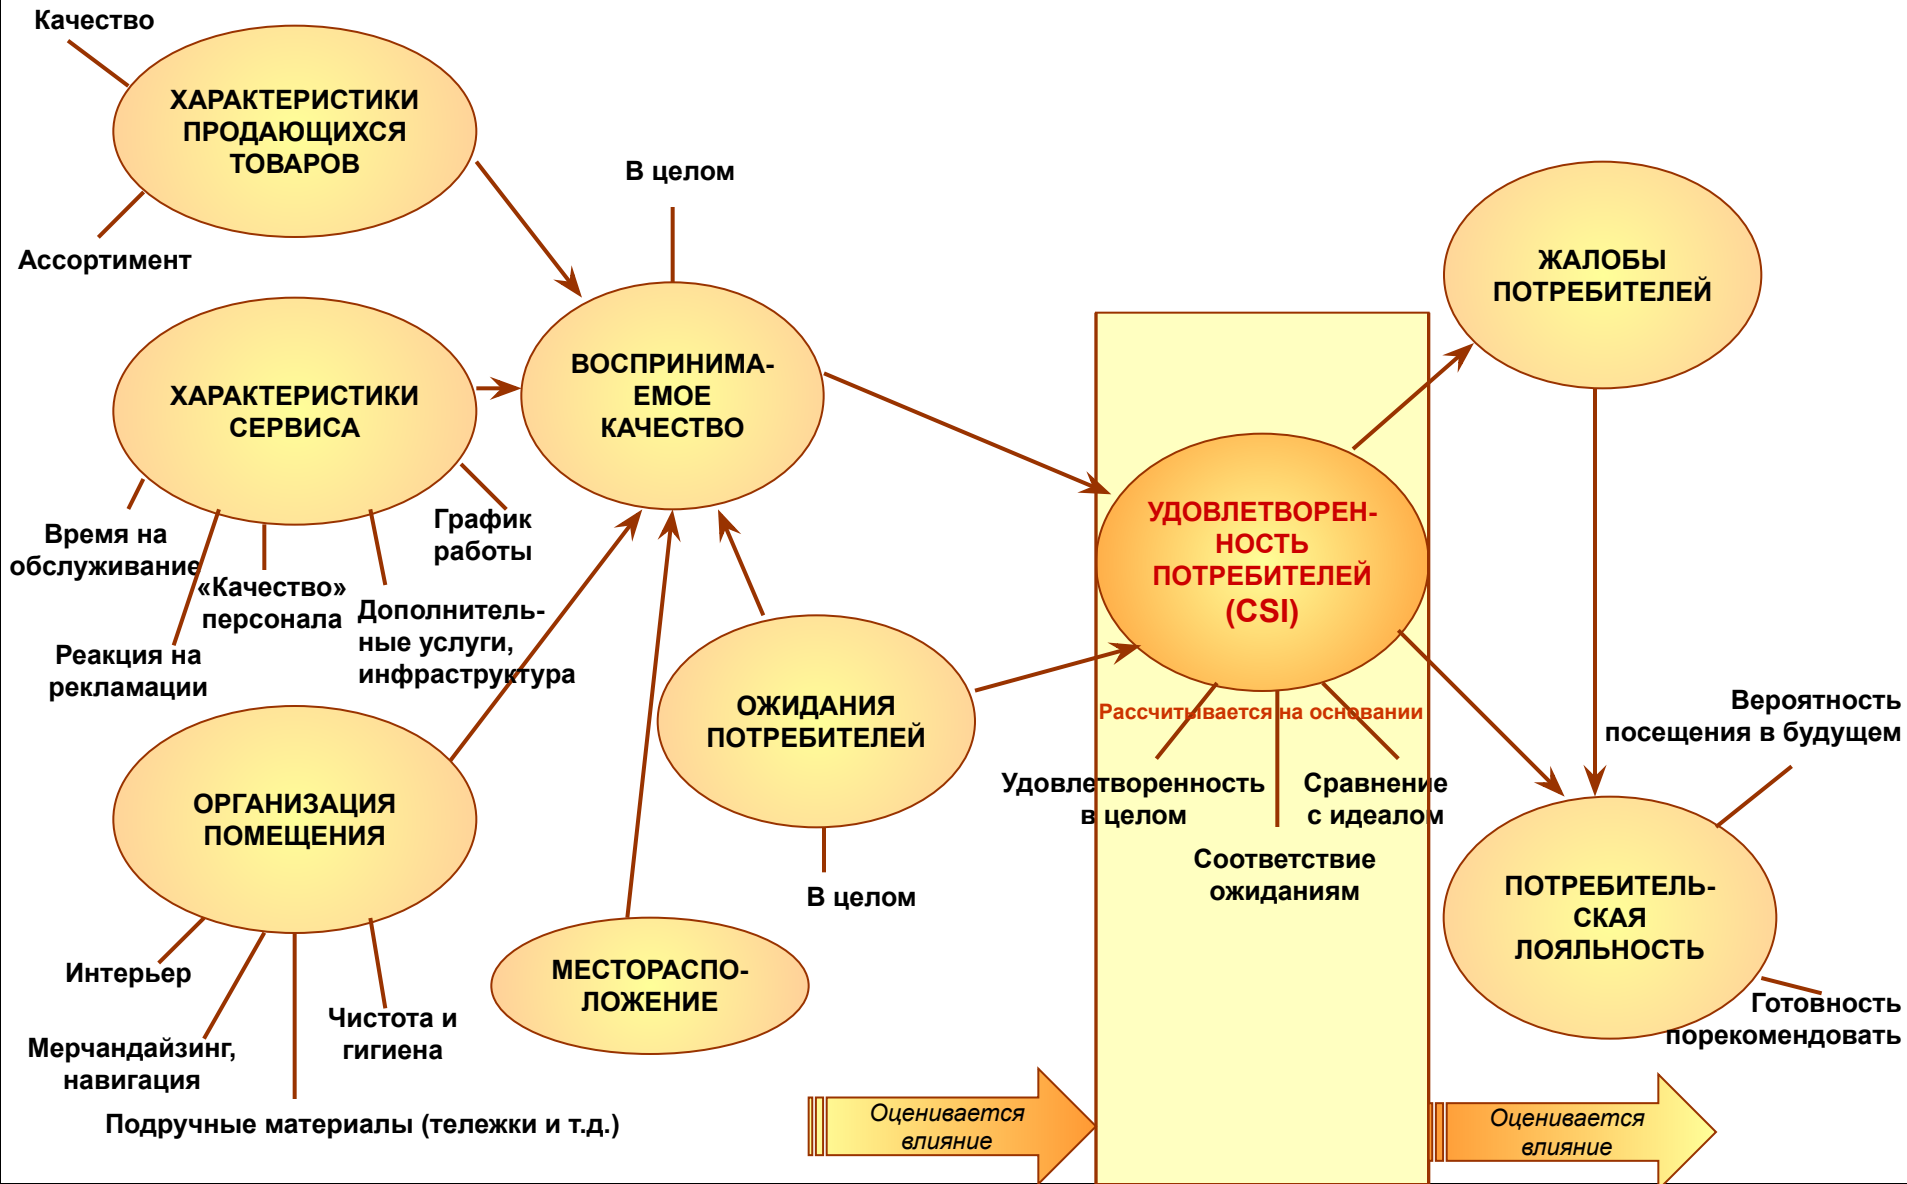 Качество
ХАРАКТЕРИСТИКИ
ПРОДАЮЩИХСЯ
ТОВАРОВ
Ассортимент
В целом
ХАРАКТЕРИСТИКИ
СЕРВИСА
Время на
обслуживание
Реакция на
рекламации
«Качество»
персонала
Дополнитель-
ные услуги,
инфраструктура
График
работы
ВОСПРИНИМА-
ЕМОЕ
КАЧЕСТВО
ОРГАНИЗАЦИЯ
ПОМЕЩЕНИЯ
Интерьер
Мерчандайзинг,
навигация
Подручные материалы (тележки и т.д.)
Чистота и
гигиена
МЕСТОРАСПО-
ЛОЖЕНИЕ
ОЖИДАНИЯ
ПОТРЕБИТЕЛЕЙ
В целом
УДОВЛЕТВОРЕН-
НОСТЬ
ПОТРЕБИТЕЛЕЙ
(CSI)
Рассчитывается на основании
Удовлетворенность
в целом
Соответствие
ожиданиям
Сравнение
с идеалом
ЖАЛОБЫ
ПОТРЕБИТЕЛЕЙ
Вероятность
посещения в будущем
ПОТРЕБИТЕЛЬ-
СКАЯ
ЛОЯЛЬНОСТЬ
Готовность
порекомендовать
Оценивается
влияние
Оценивается
влияние